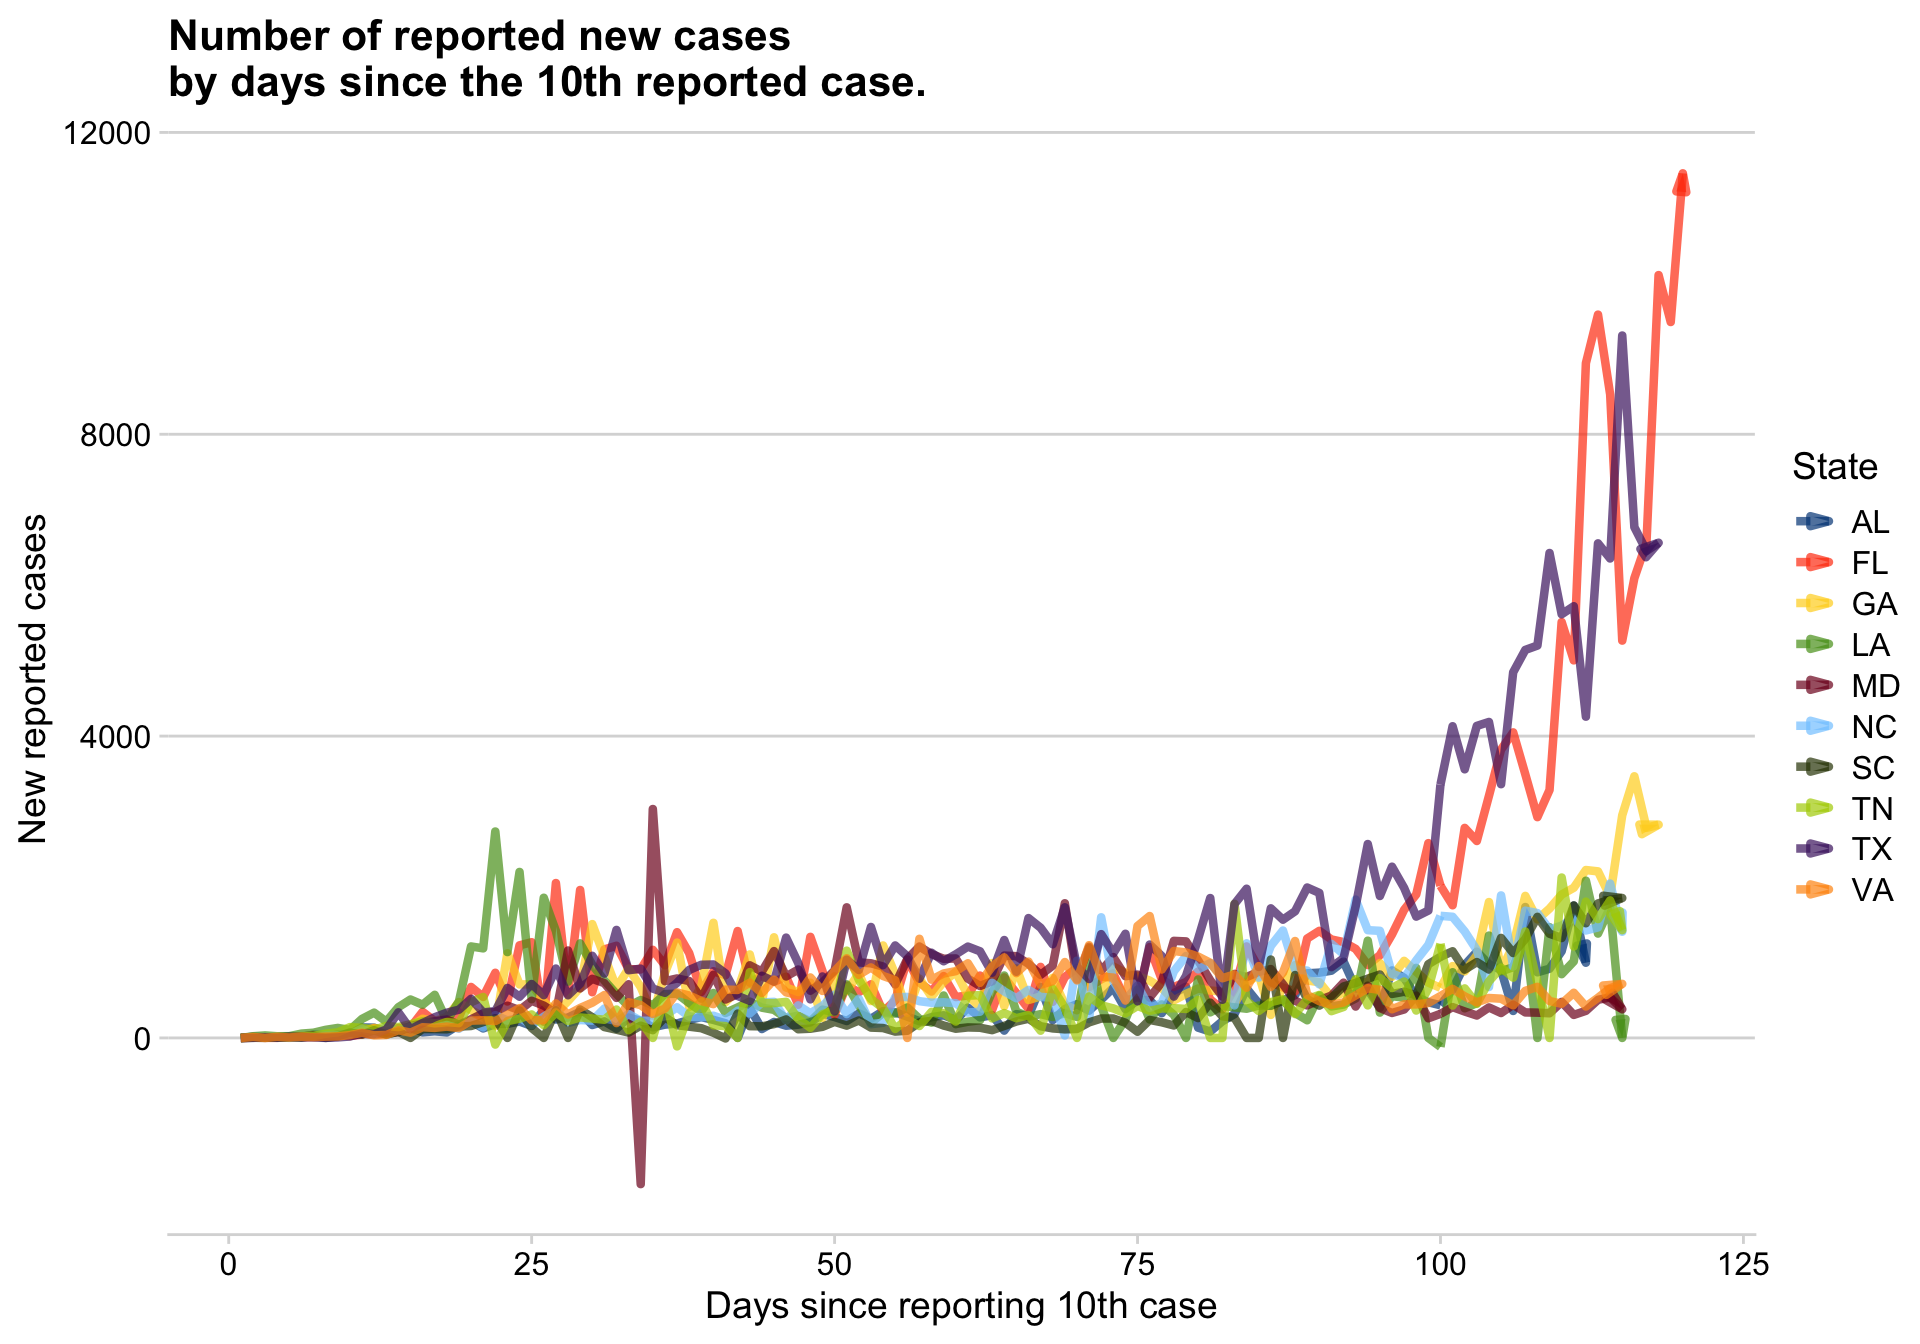 Number of reported new cases
by days since the 10th reported case.
12000
8000
4000
0
New reported cases
0
25
50
75
100
125
Days since reporting 10th case
State
AL
FL
GA
LA
MD
NC
SC
TN
TX
VA